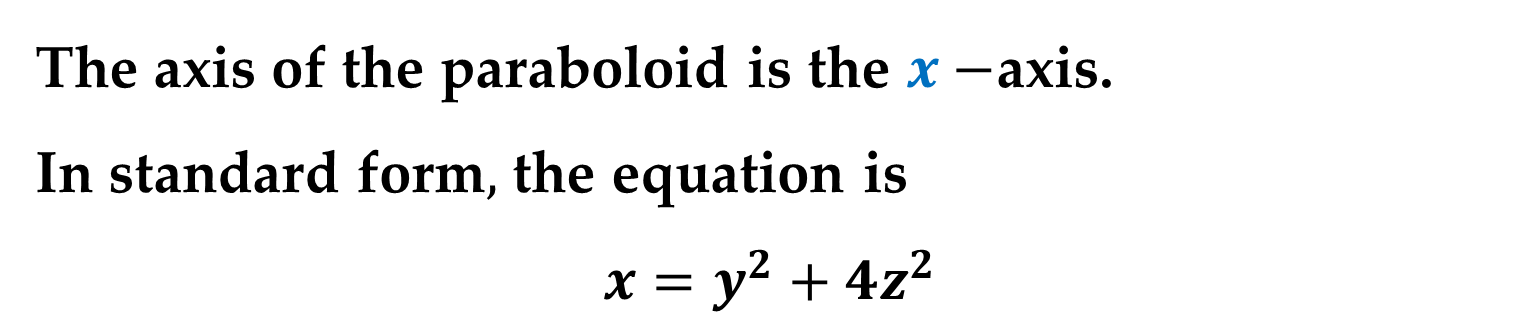 The axis of the paraboloid is the x −axis.
In standard form, the equation is
x = y² + 4z²